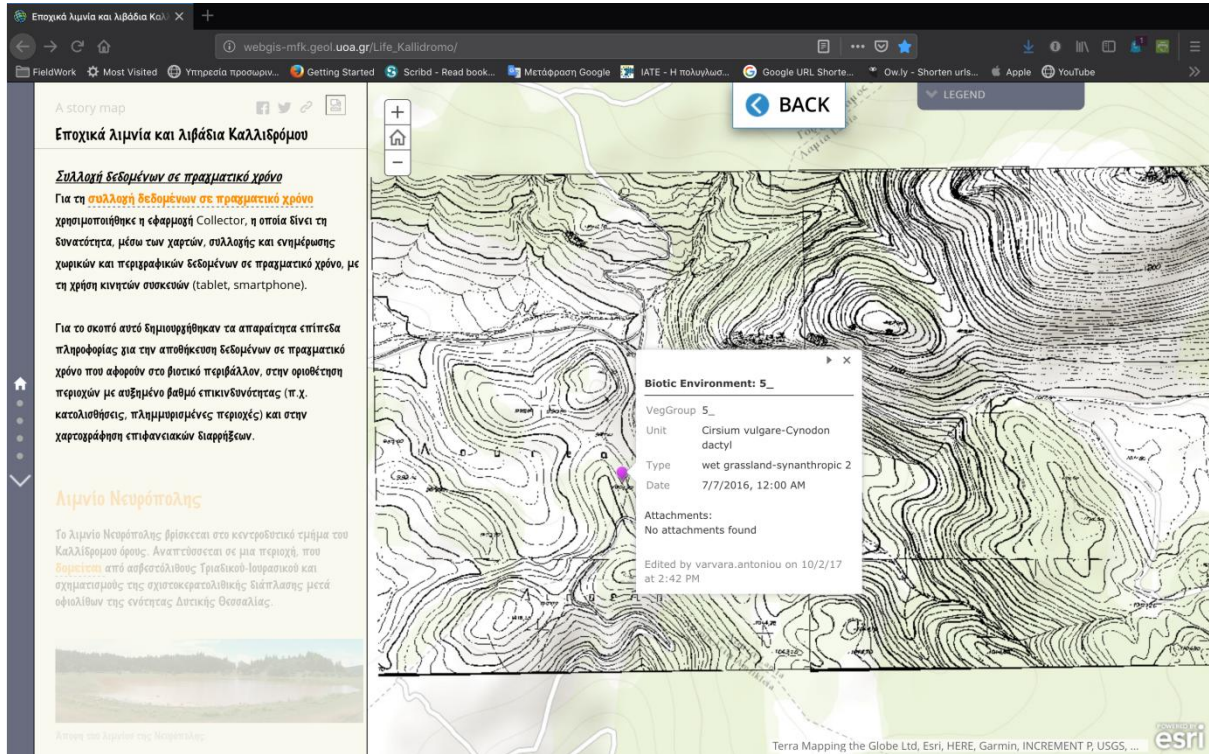 Εποχικά λιμνία και λιβάδια Καλλ
webgis-mfk.geol.uoa.gr/Life_Kallidromo/
FieldWork
Most Visited
Υπηρεσία προσωριν...
Getting Started
Scribd - Read book...
Μετάφραση Google
IATE - Η πολυγλωσ...
Google URL Shorte...
Ow.ly - Shorten urls...
Apple
YouTube
A story map
Εποχικά λιμνία και λιβάδια Καλλιδρόμου
Συλλογή δεδομένων σε πραγματικό χρόνο
Για τη συλλογή δεδομένων σε πραγματικό χρόνο
χρησιμοποιήθηκε η εφαρμογή Collector, η οποία δίνει τη
δυνατότητα, μέσω των χαρτών, συλλογής και ενημέρωσης
χωρικών και περιγραφικών δεδομένων σε πραγματικό χρόνο, με
τη χρήση κινητών συσκευών (tablet, smartphone).
Για το σκοπό αυτό δημιουργήθηκαν τα απαραίτητα επίπεδα
πληροφορίας για την αποθήκευση δεδομένων σε πραγματικό
χρόνο που αφορούν στο βιοτικό περιβάλλον, στην οριοθέτηση
περιοχών με αυξημένο βαθμό επικινδυνότητας (π.χ.
κατολισθήσεις, πλημμυρισμένες περιοχές) και στην
χαρτογράφηση επιφανειακών διαρρήξεων.
Λιμνίο Νευρόπολης
Το λιμνίο Νευρόπολης βρίσκεται στο κεντροδυτικό τμήμα του
Καλλίδρομου όρους. Αναπτύσσεται σε μια περιοχή, που
δομείται από ασβεστόλιθους Τριαδικού-Ιουρασικού και
σχηματισμούς της σχιστοκερατολιθικής διάπλασης μετά
οφιολίθων της ενότητας Δυτικής Θεσσαλίας.
Άποψη του λιμνίου της Νευρόπολης.
BACK
LEGEND
Biotic Environment: 5_
VegGroup 5_
Unit Cirsium vulgare-Cynodon
dactyl
Type wet grassland-synanthropic 2
Date 7/7/2016, 12:00 AM
Attachments:
No attachments found
Edited by varvara.antoniou on 10/2/17
at 2:42 PM
Terra Mapping the Globe Ltd, Esri, HERE, Garmin, INCREMENT P, USGS, ...
POWERED BY
esri